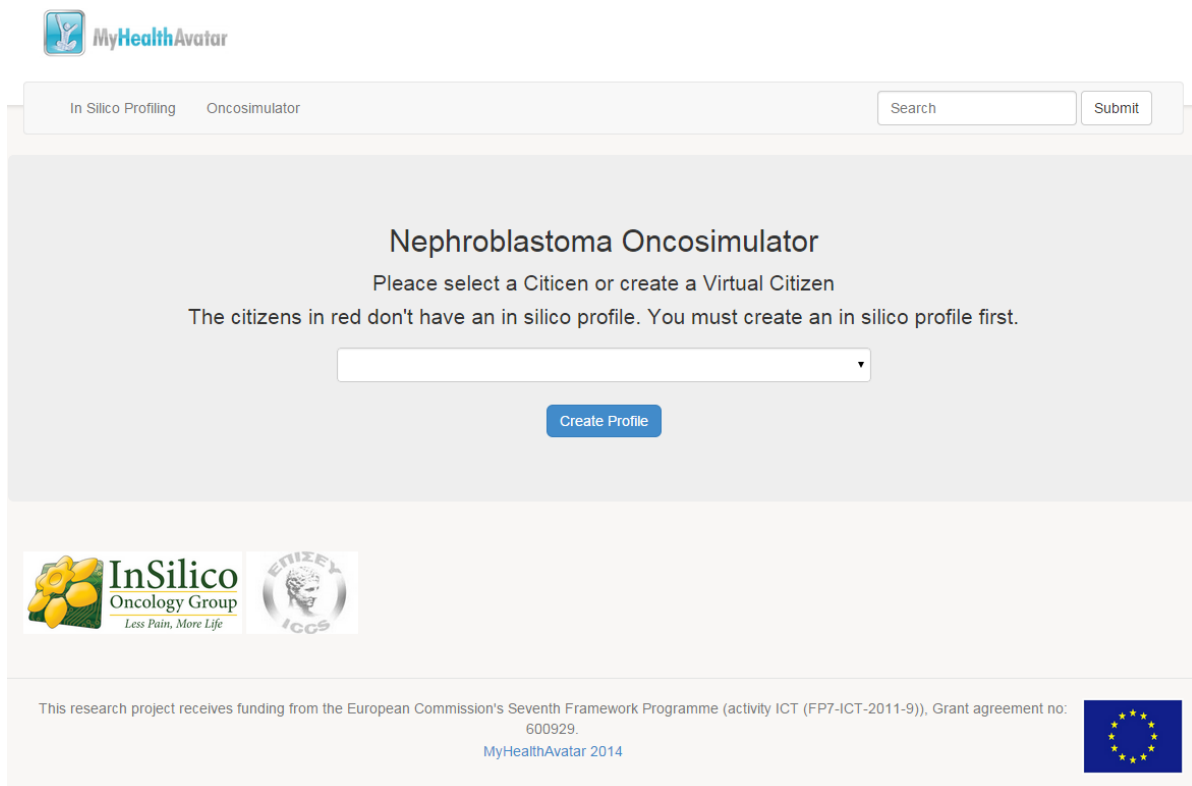 MyHealthAvatar
In Silico Profiling Oncosimulator Search Submit
Nephroblastoma Oncosimulator
Pleace select a Citicen or create a Virtual Citizen
The citizens in red don't have an in silico profile. You must create an in silico profile first.
Create Profile
InSilico
Oncology Group
Less Pain, More Life
ΕΠΙΣΕΥ
ICCS
This research project receives funding from the European Commission's Seventh Framework Programme (activity ICT (FP7-ICT-2011-9)), Grant agreement no:
600929.
MyHealthAvatar 2014